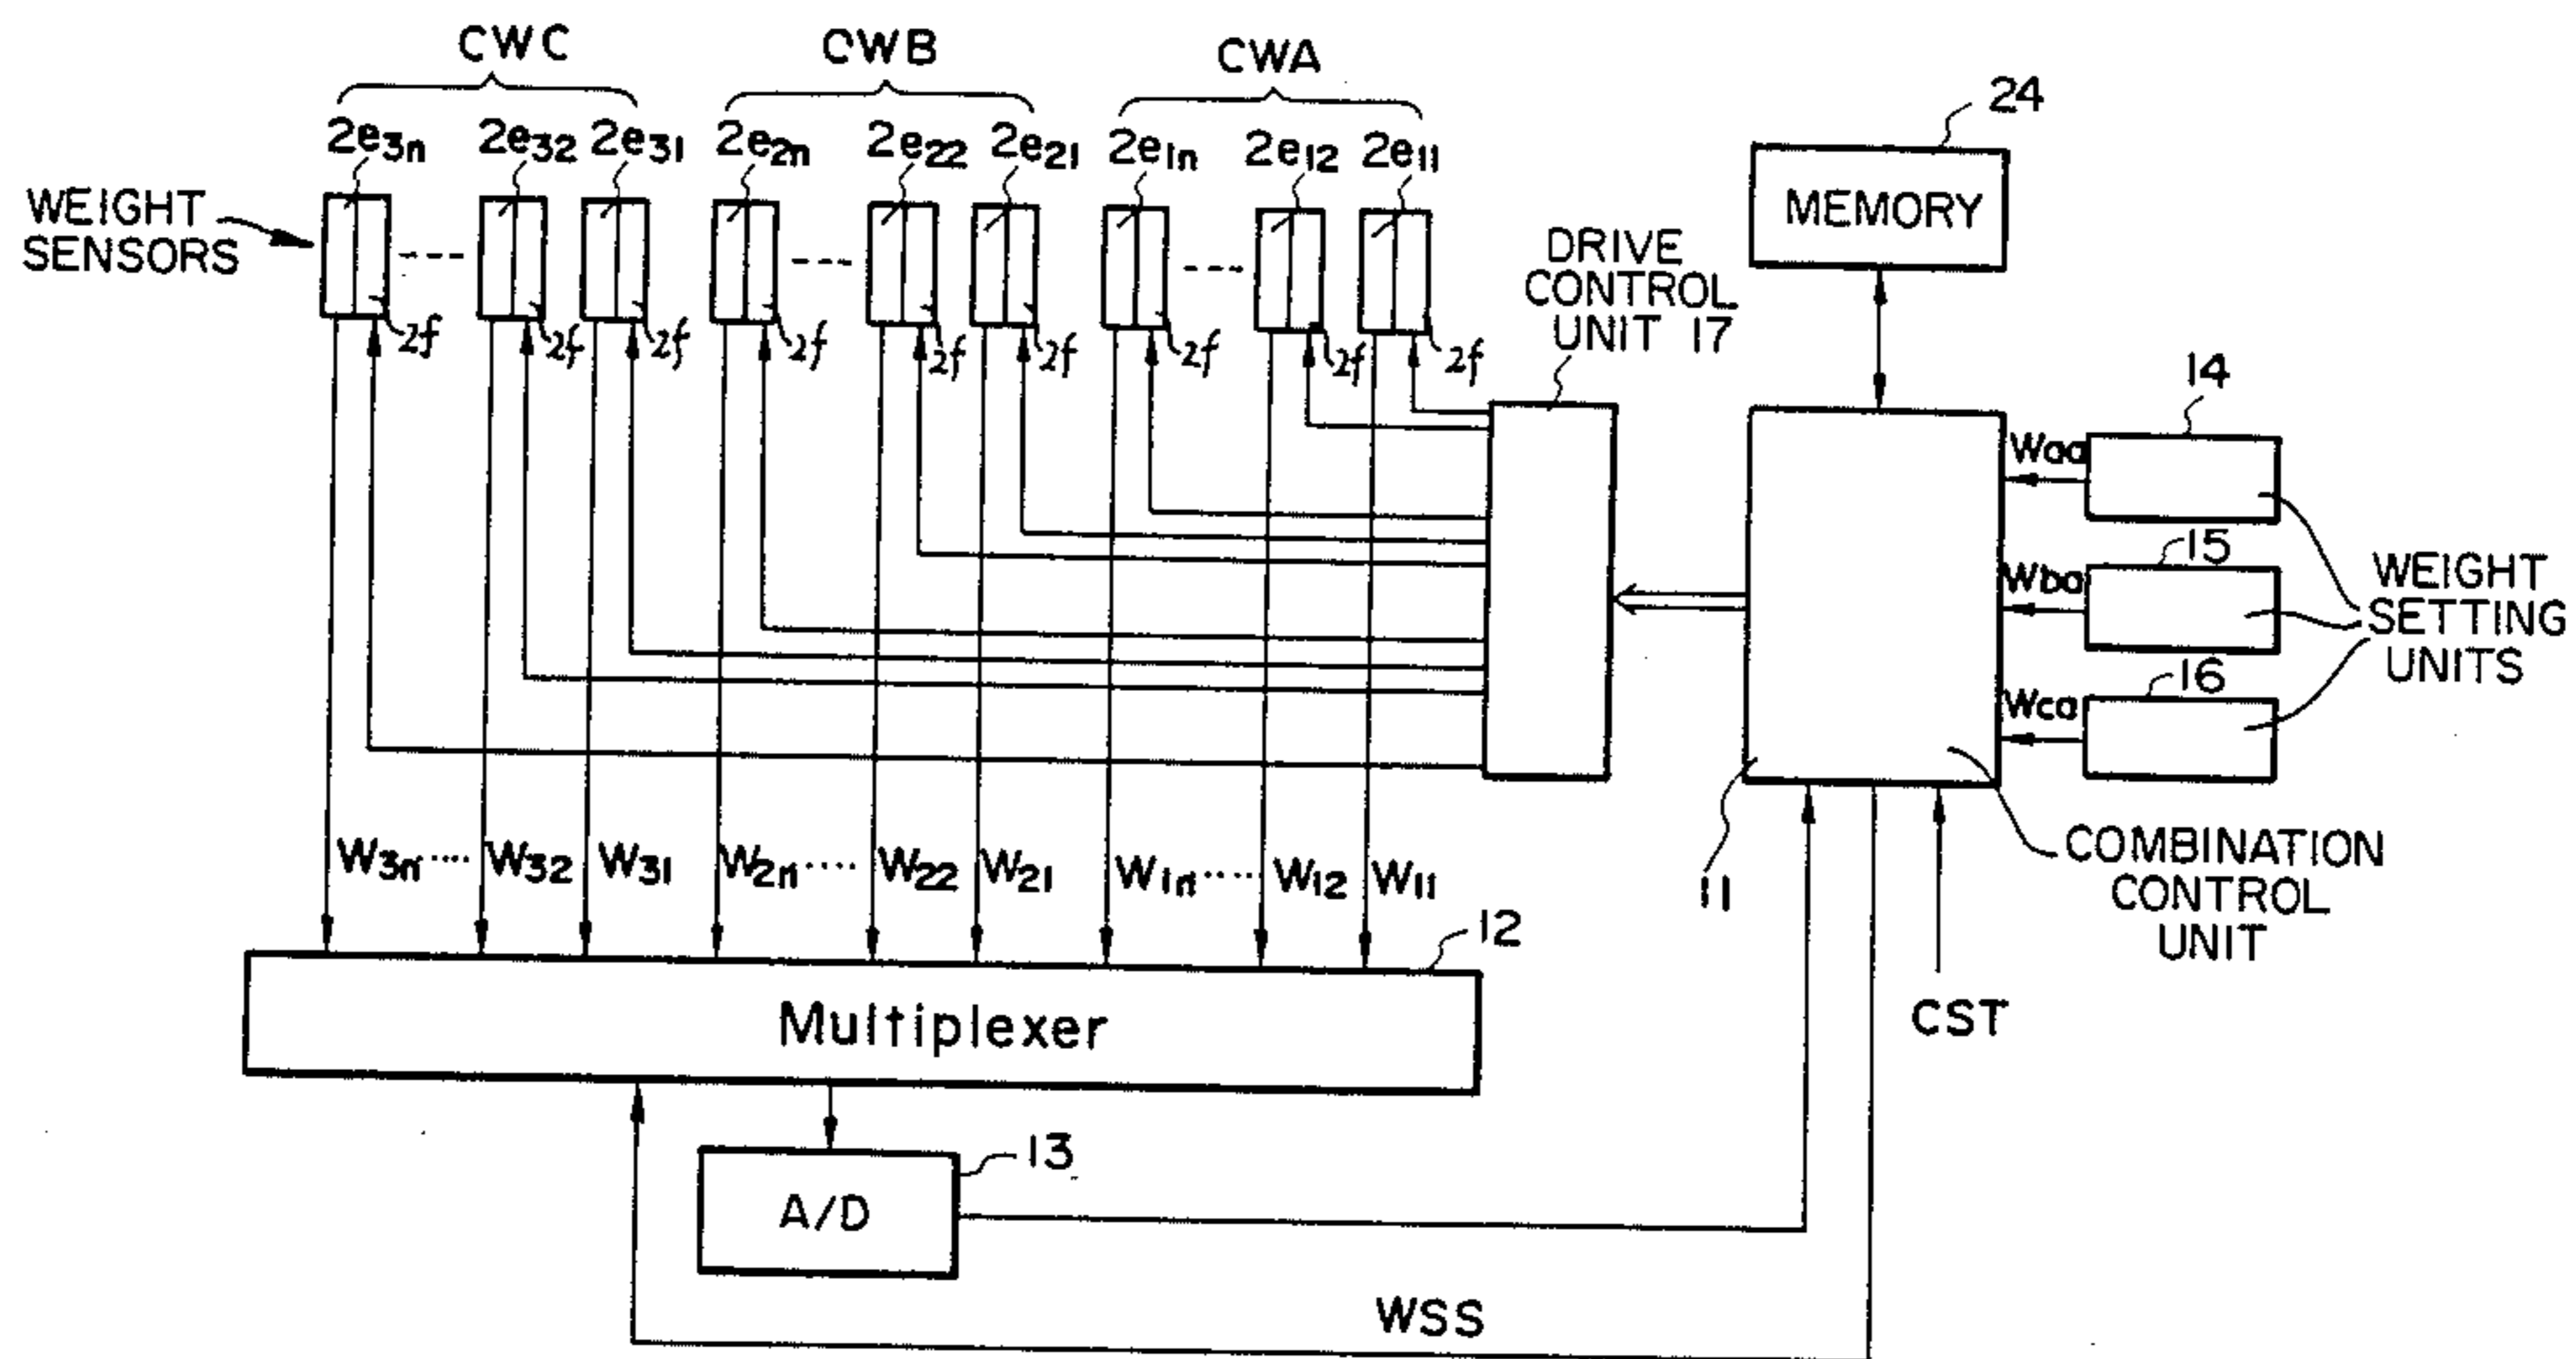 CWC CWB CWA
24
2e3n 2e32 2e31 2e2n 2e22 2e21 2e1n 2e12 2e11
WEIGHT
SENSORS
MEMORY
DRIVE
CONTROL
UNIT 17
2f 2f 2f 2f 2f 2f 2f 2f 2f
14
Waa
15
Wba
WEIGHT
SETTING
UNITS
16
Wca
W3n ···· W32 W31 W2n ···· W22 W21 W1n ···· W12 W11
11
COMBINATION
CONTROL
UNIT
12
CST
Multiplexer
13
A/D
WSS